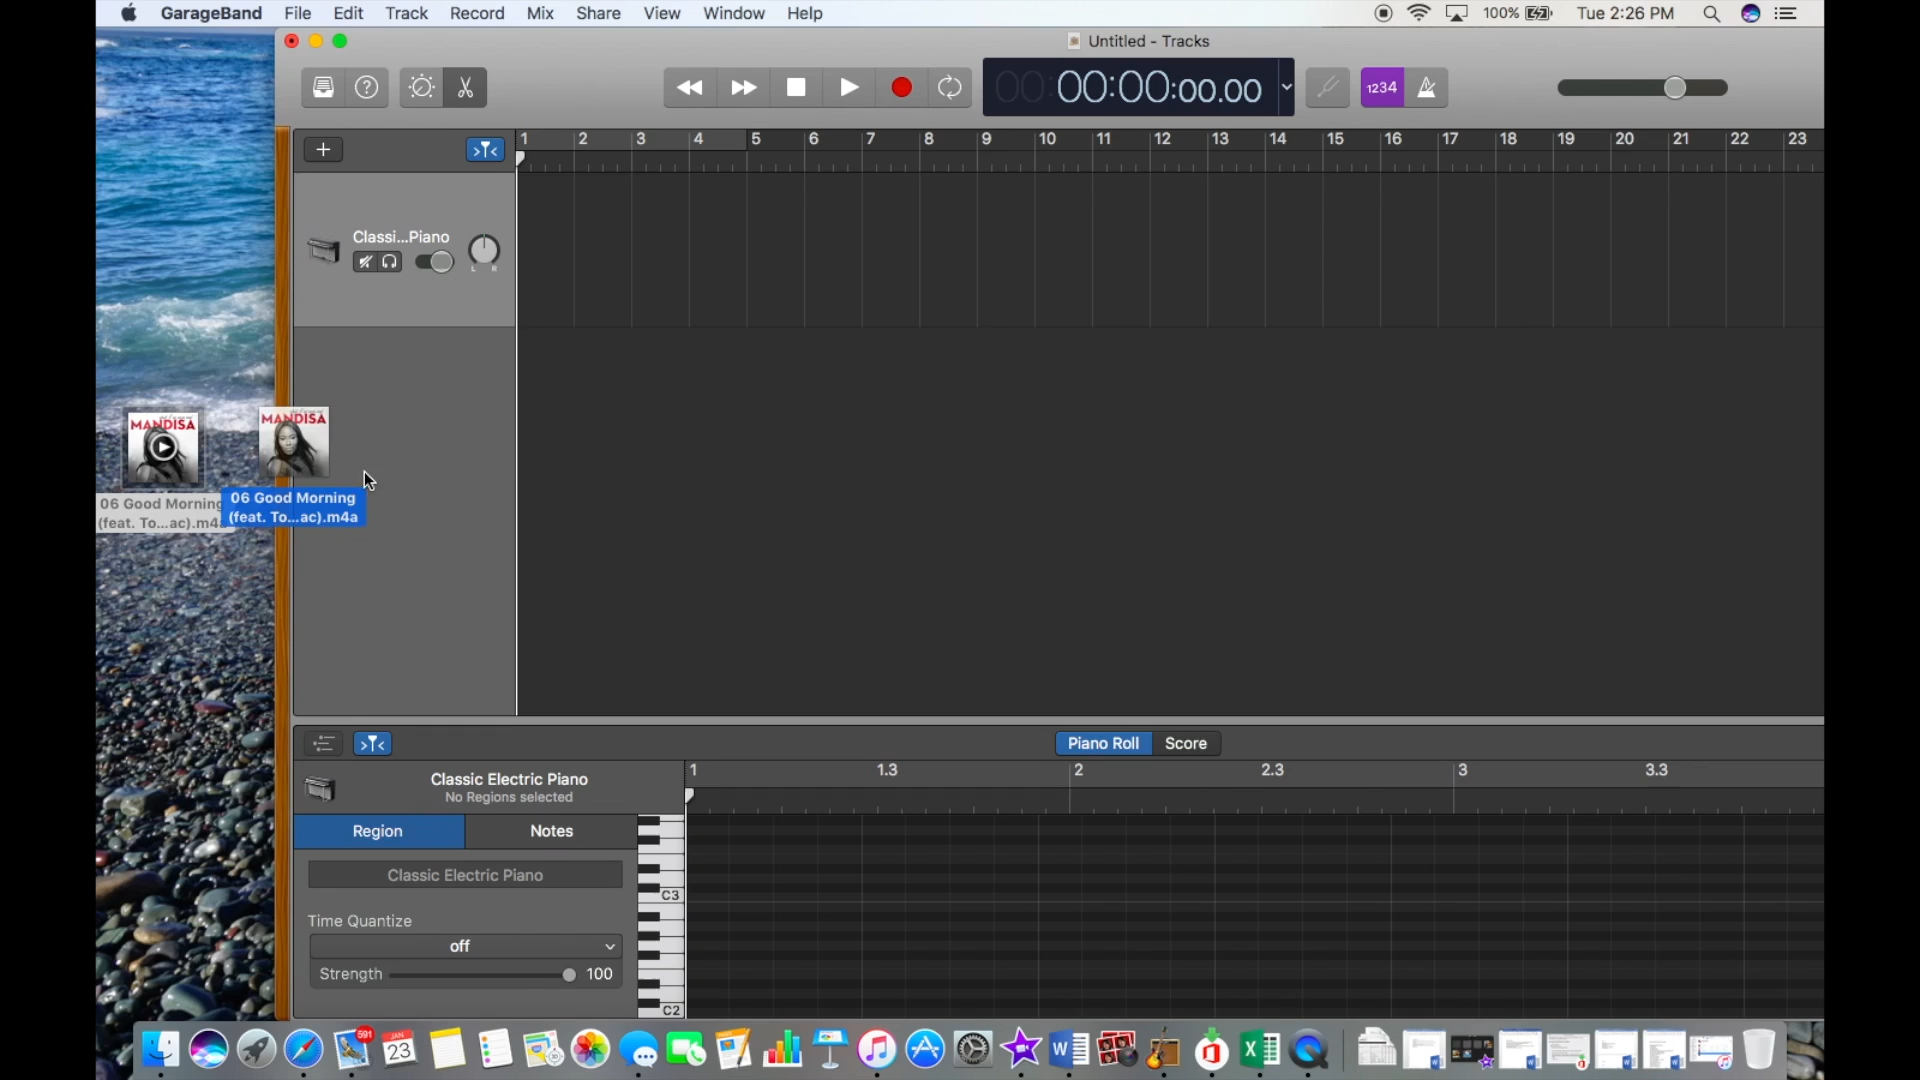 GarageBand File Edit Track Record Mix Share View Window Help 100% Tue 2:26 PM
Untitled - Tracks
00:00:00.00 1234
1 2 3 4 5 6 7 8 9 10 11 12 13 14 15 16 17 18 19 20 21 22 23
Classi...Piano
L R
MANDISA
MANDISA
06 Good Morning
(feat. To...ac).m4a
06 Good Morning
(feat. To...ac).m4a
Piano Roll Score
Classic Electric Piano
No Regions selected
1 1.3 2 2.3 3 3.3
Region Notes
Classic Electric Piano
C3
Time Quantize
off
Strength 100
C2
591
JAN
23